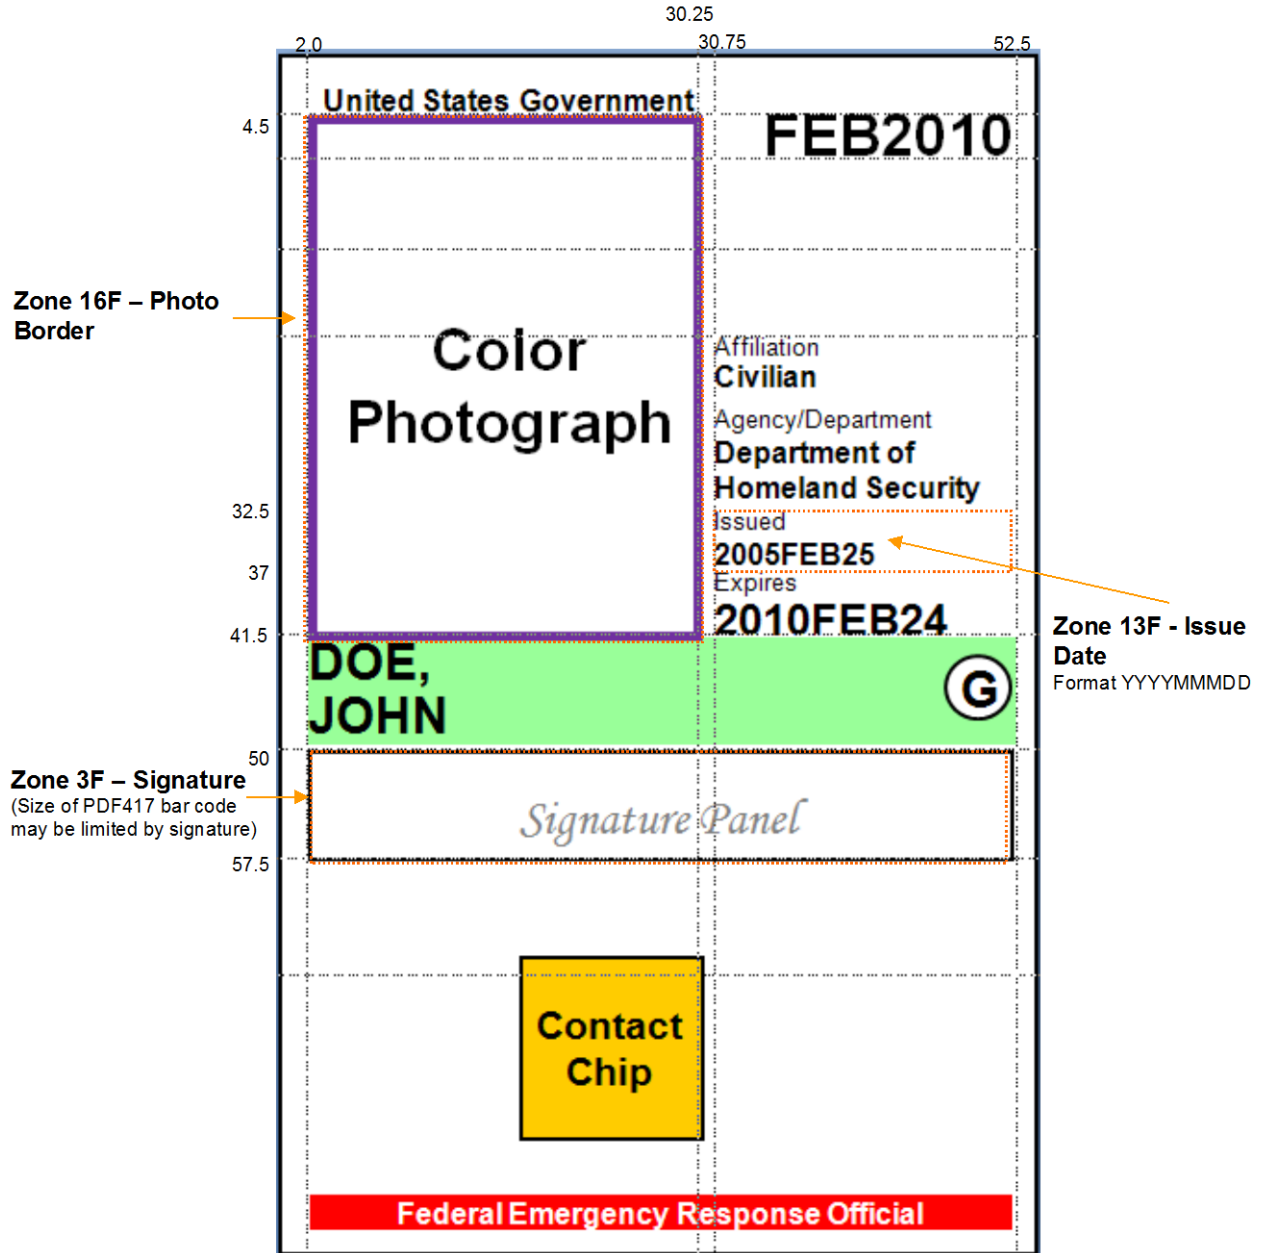 30.25
2.0
30.75
52.5
United States Government
4.5
FEB2010
Zone 16F – Photo
Border
Color
Photograph
Affiliation
Civilian
Agency/Department
Department of
Homeland Security
32.5
Issued
2005FEB25
37
Expires
2010FEB24
41.5
Zone 13F - Issue
Date
Format YYYYMMMDD
DOE,
JOHN
G
50
Zone 3F – Signature
(Size of PDF417 bar code
may be limited by signature)
Signature Panel
57.5
Contact
Chip
Federal Emergency Response Official